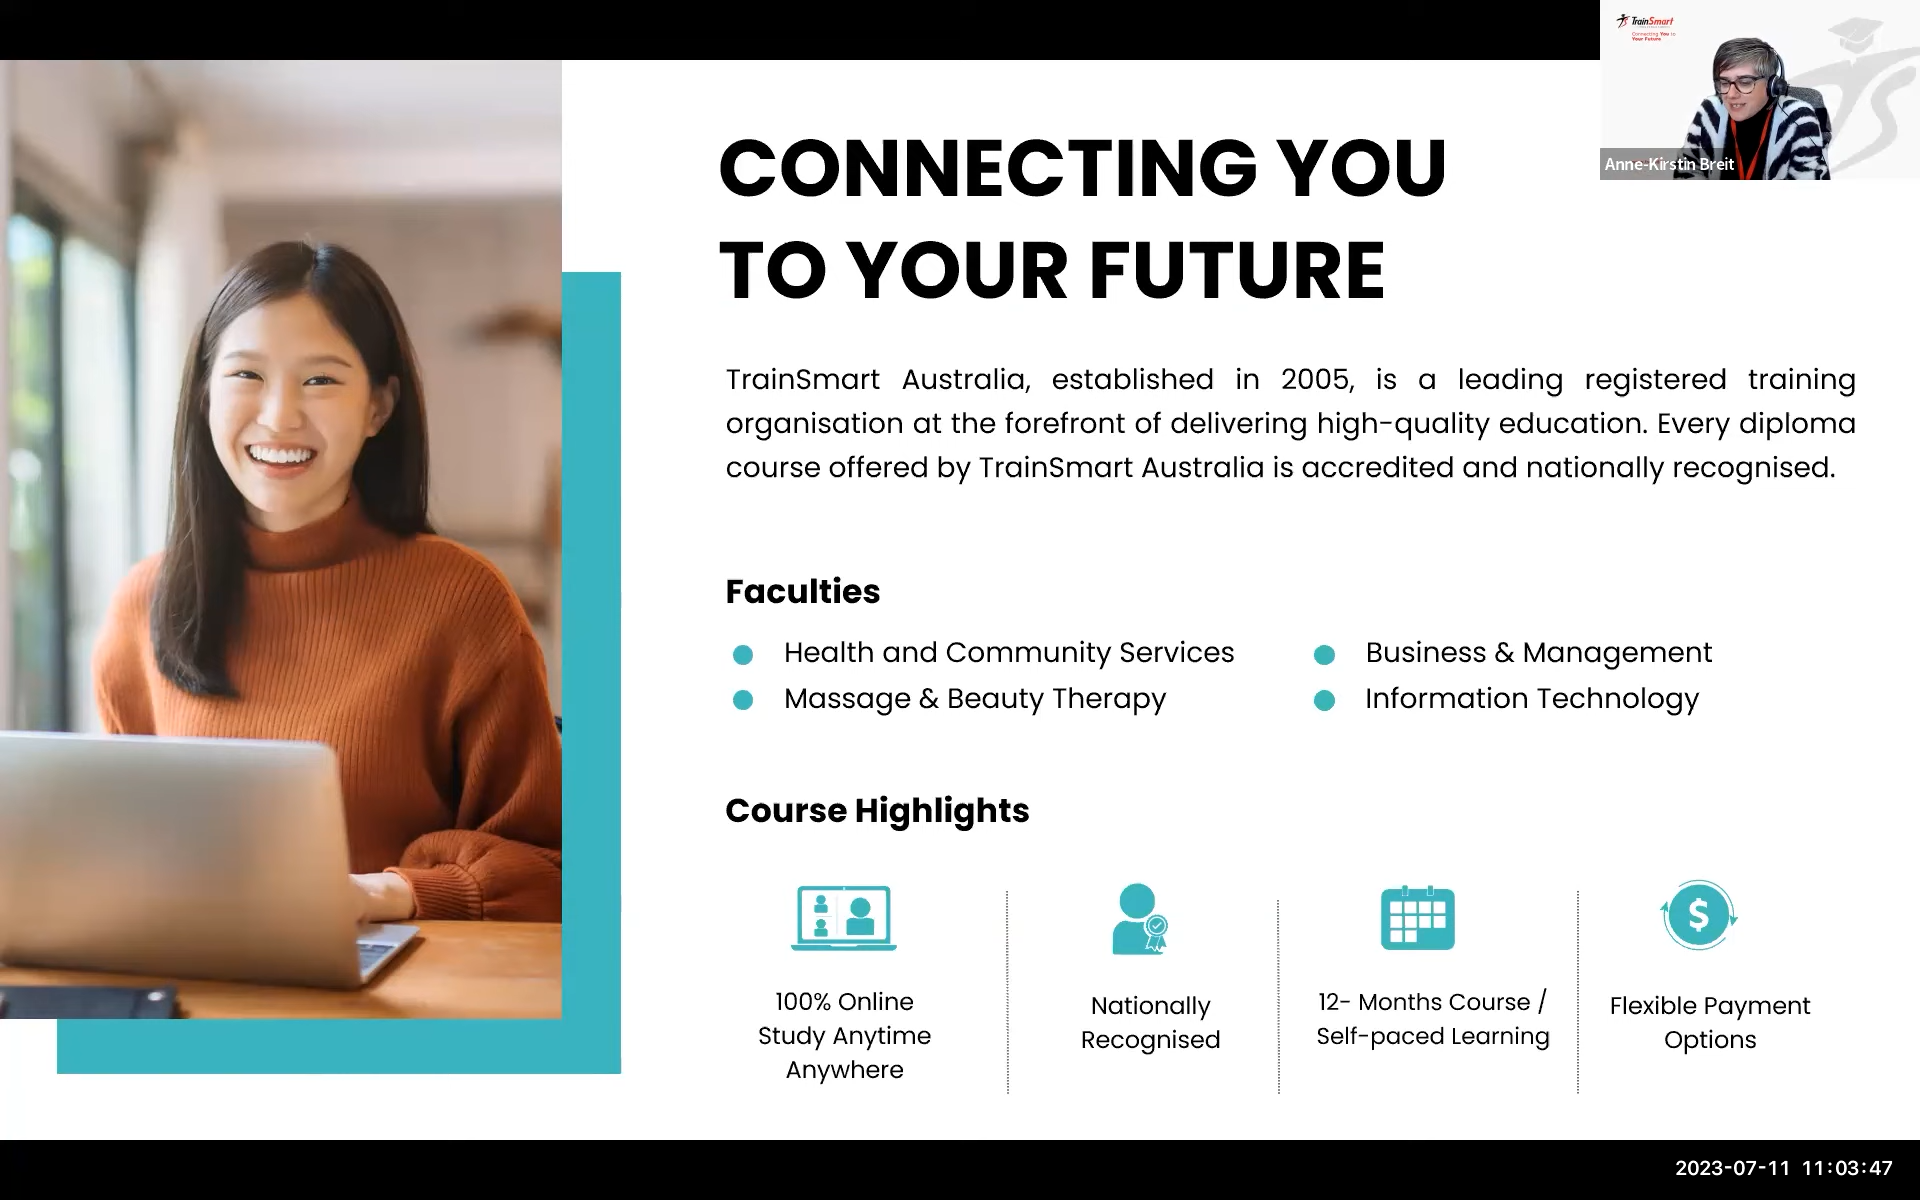 TrainSmart
Connecting You to
Your Future
Anne-Kirstin Breit
CONNECTING YOU
TO YOUR FUTURE
TrainSmart Australia, established in 2005, is a leading registered training
organisation at the forefront of delivering high-quality education. Every diploma
course offered by TrainSmart Australia is accredited and nationally recognised.
Faculties
Health and Community Services
Massage & Beauty Therapy
Business & Management
Information Technology
Course Highlights
100% Online
Study Anytime
Anywhere
Nationally
Recognised
12- Months Course /
Self-paced Learning
$
Flexible Payment
Options
2023-07-11 11:03:47